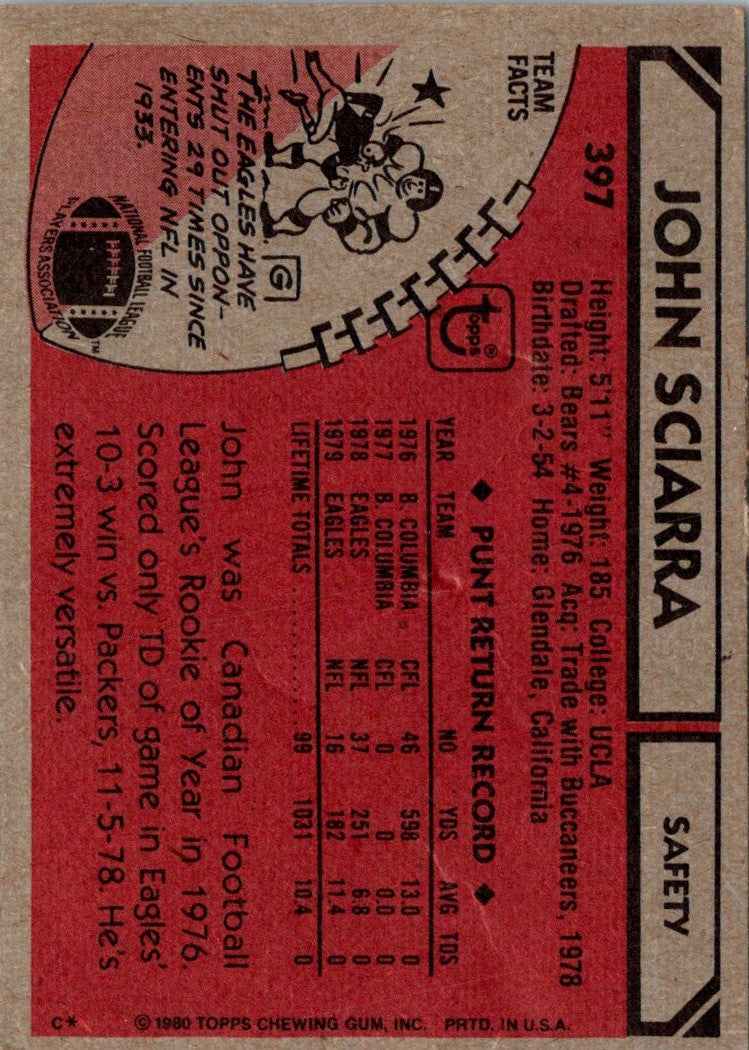 JOHN SCIARRA
SAFETY
397
Height: 5'11" Weight: 185 College: UCLA
Drafted: Bears #4-1976 Acq: Trade with Buccaneers, 1978
Birthdate: 3-2-54 Home: Glendale, California
TEAM
FACTS
topps®
G
THE EAGLES HAVE
SHUT OUT OPPON-
ENTS 29 TIMES SINCE
ENTERING NFL IN
1933.
NATIONAL FOOTBALL LEAGUE
PLAYERS ASSOCIATION™
◆ PUNT RETURN RECORD ◆
YEAR TEAM NO YDS AVG TDS
1976 B. COLUMBIA CFL 46 598 13.0 0
1977 B. COLUMBIA CFL 0 0 0.0 0
1978 EAGLES NFL 37 251 6.8 0
1979 EAGLES NFL 16 182 11.4 0
LIFETIME TOTALS .............. 99 1031 10.4 0
John was Canadian Football
League's Rookie of Year in 1976.
Scored only TD of game in Eagles'
10-3 win vs. Packers, 11-5-78. He's
extremely versatile.
C* © 1980 TOPPS CHEWING GUM, INC. PRTD. IN U.S.A.